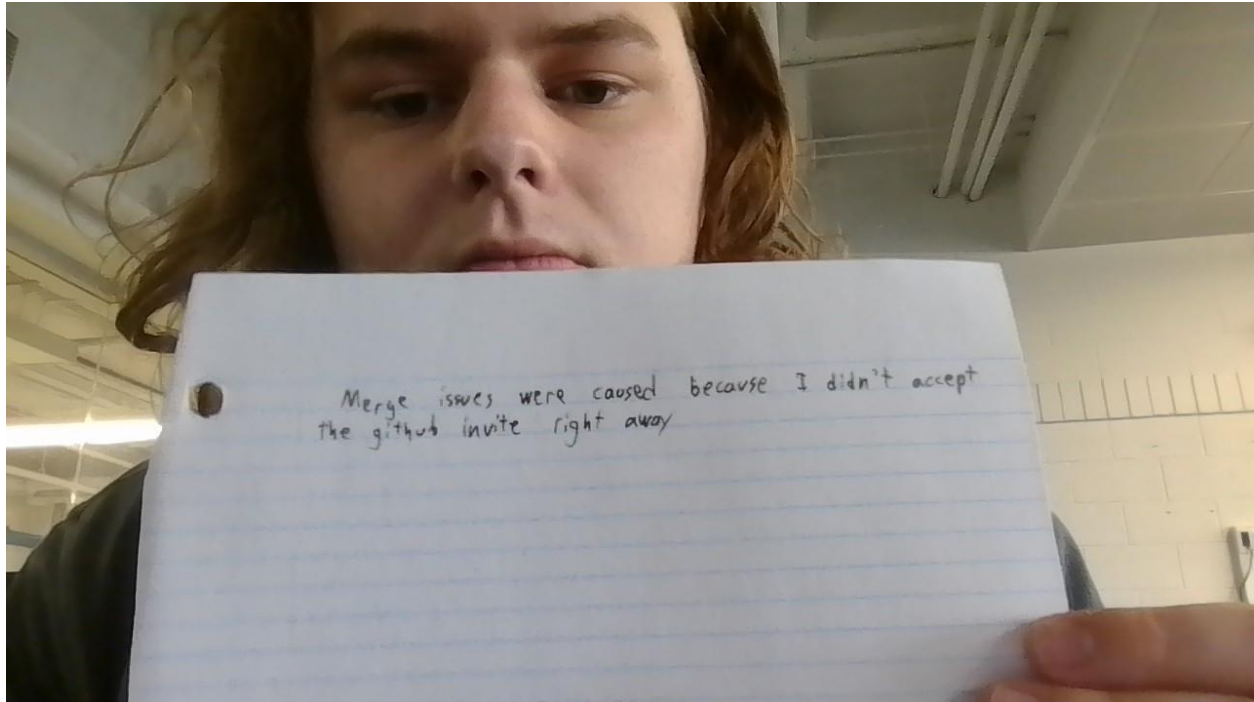 Merge issues were caused because I didn't accept
the github invite right away